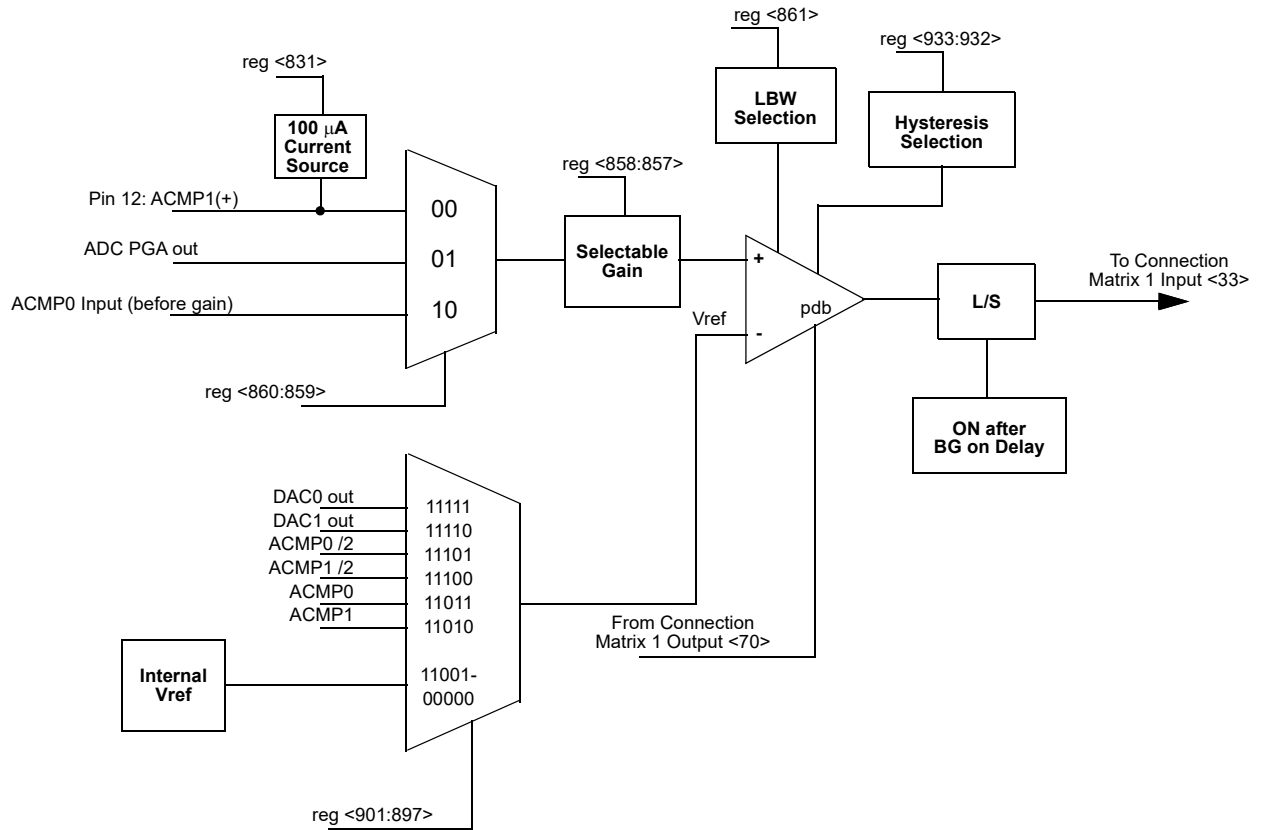 reg <861>
reg <933:932>
reg <831>
LBW
Selection
Hysteresis
Selection
100 μA
Current
Source
reg <858:857>
Pin 12: ACMP1(+)
00
ADC PGA out
01
Selectable
Gain
+
To Connection
Matrix 1 Input <33>
ACMP0 Input (before gain)
10
L/S
pdb
Vref
-
reg <860:859>
ON after
BG on Delay
DAC0 out
11111
DAC1 out
11110
ACMP0 /2
11101
ACMP1 /2
11100
ACMP0
11011
ACMP1
11010
From Connection
Matrix 1 Output <70>
Internal
Vref
11001-
00000
reg <901:897>